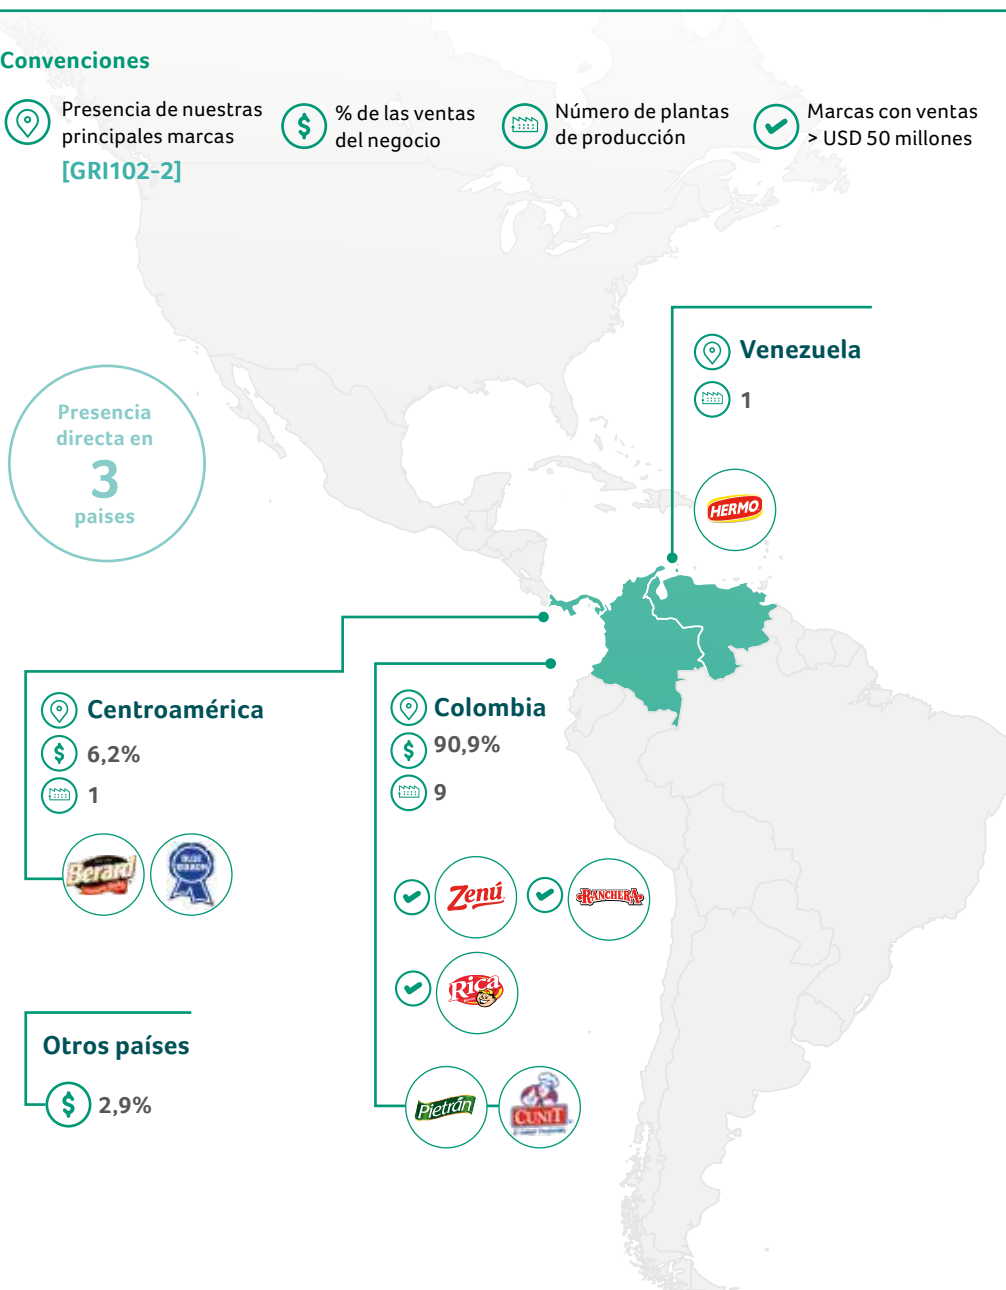 Convenciones
Presencia de nuestras
principales marcas
[GRI102-2]
% de las ventas
del negocio
Número de plantas
de producción
Marcas con ventas
> USD 50 millones
Presencia
directa en
3
paises
Venezuela
1
HERMO
Centroamérica
6,2%
1
Berard
BLUE RIBBON
Colombia
90,9%
9
Zenú
RANCHERA
Rica
Pietrán
CUNIT
Otros países
2,9%